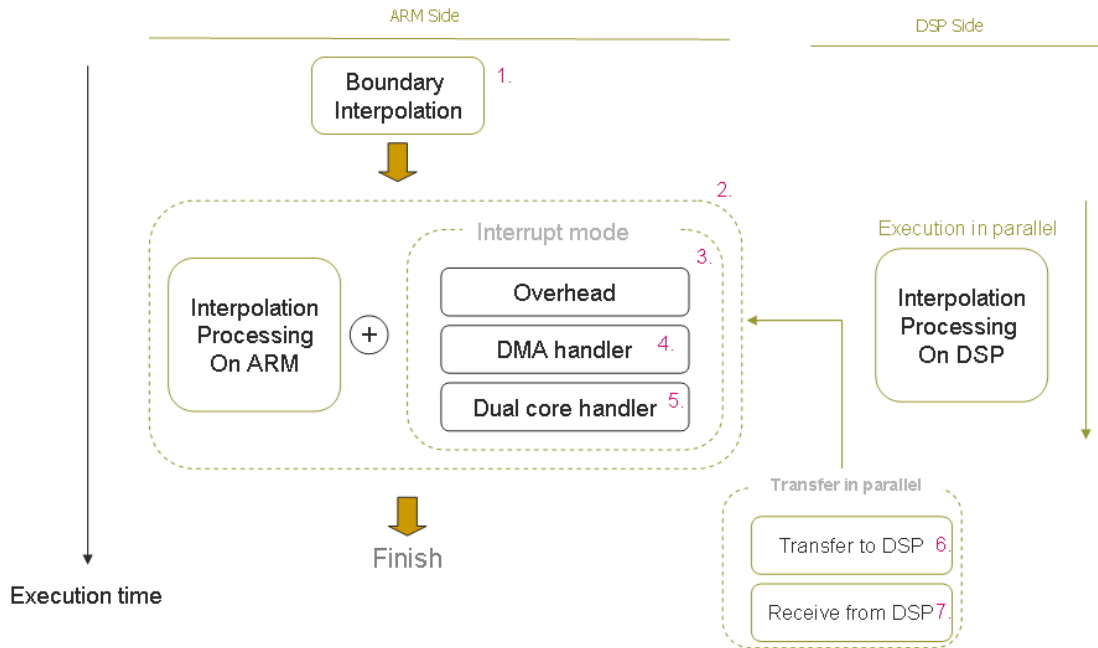 ARM Side
DSP Side
Boundary
Interpolation
1.
2.
Interrupt mode
3.
Execution in parallel
Interpolation
Processing
On ARM
+
Overhead
DMA handler 4.
Dual core handler 5.
Interpolation
Processing
On DSP
Transfer in parallel
Transfer to DSP 6.
Receive from DSP 7.
Finish
Execution time